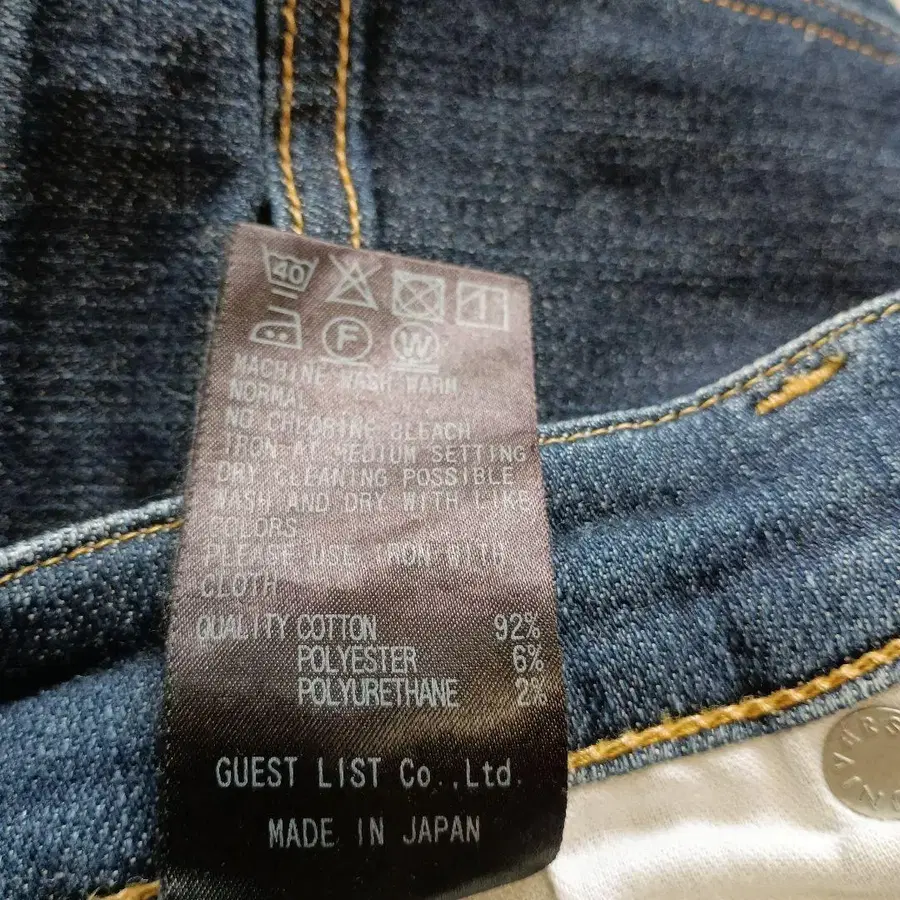 40
F
W
MACHINE WASH WARM
NORMAL
NO CHLORINE BLEACH
IRON AT MEDIUM SETTING
DRY CLEANING POSSIBLE
WASH AND DRY WITH LIKE
COLORS
PLEASE USE IRON WITH
CLOTH
QUALITY COTTON 92%
POLYESTER 6%
POLYURETHANE 2%
GUEST LIST Co.,Ltd.
MADE IN JAPAN